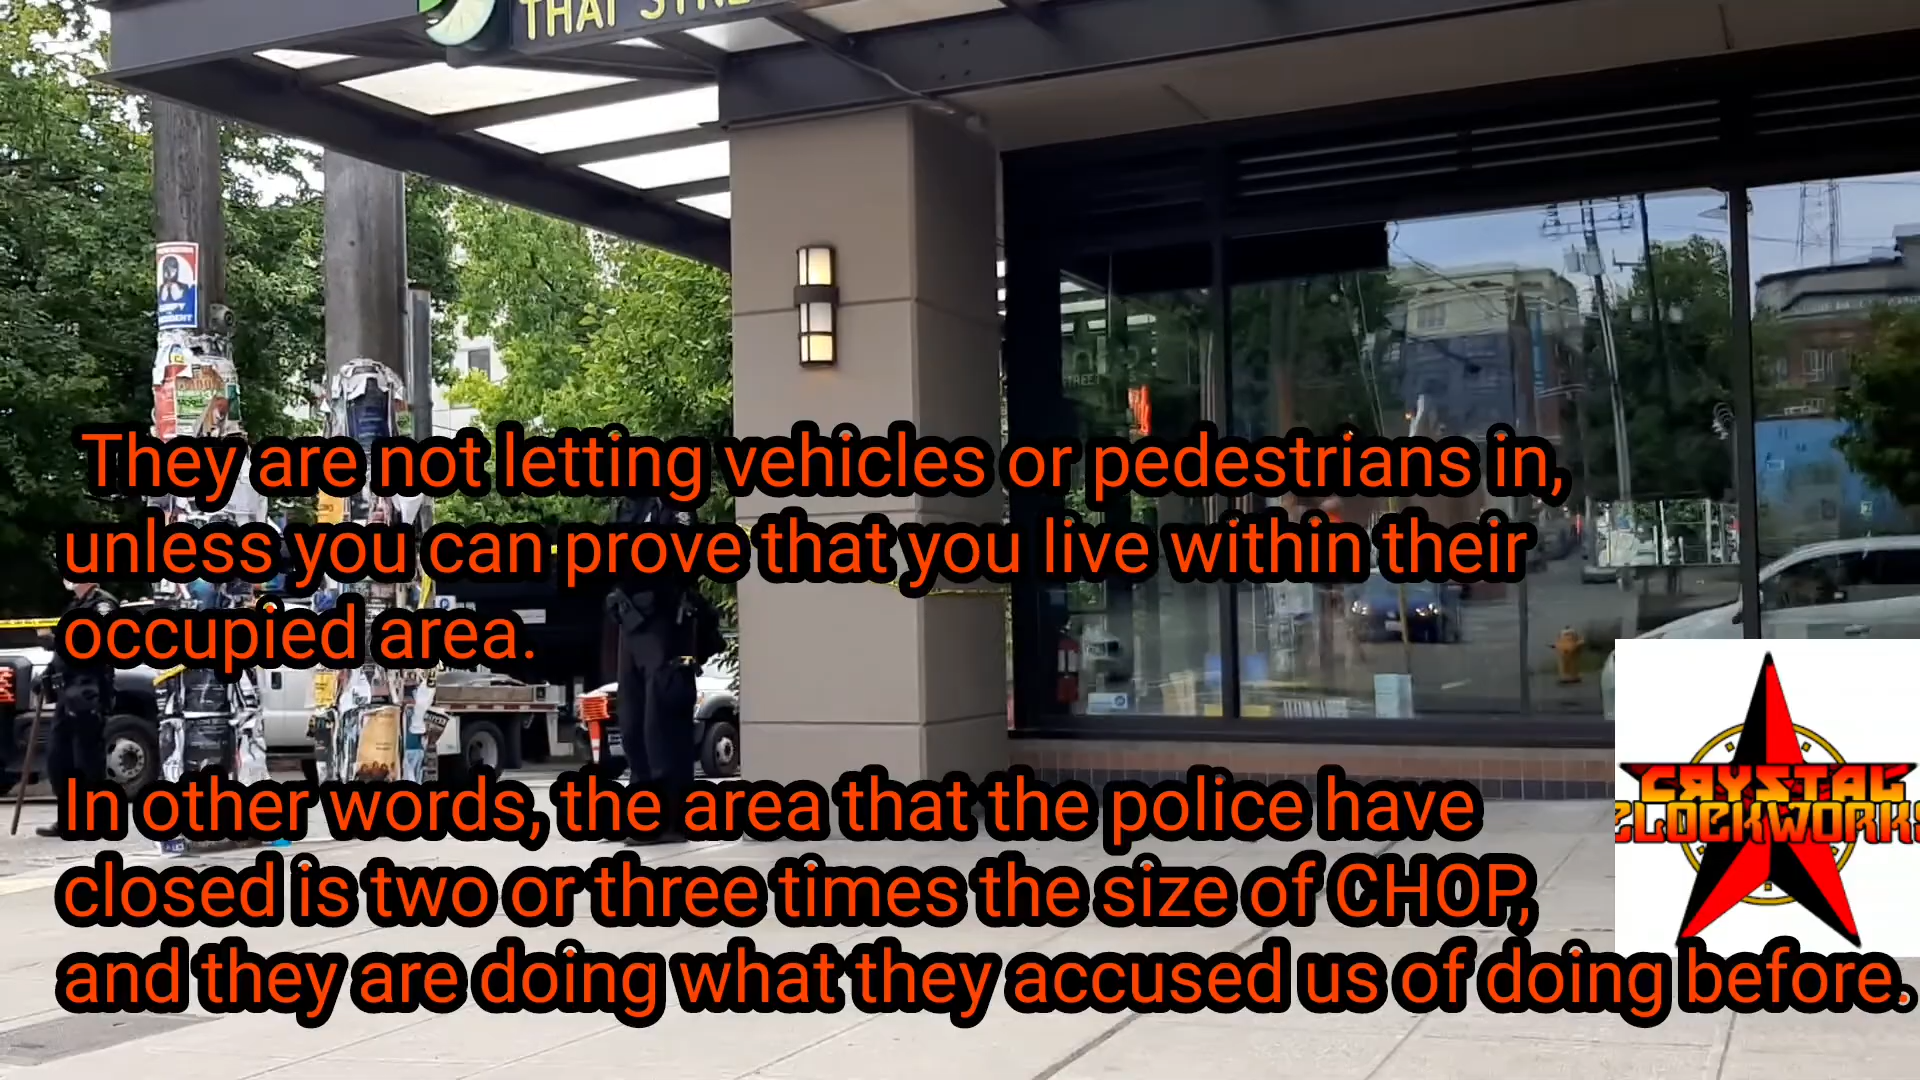 THAI STRE
They are not letting vehicles or pedestrians in,
unless you can prove that you live within their
occupied area.
In other words, the area that the police have
closed is two or three times the size of CHOP,
and they are doing what they accused us of doing before.
CRYSTAL
CLOCKWORKS